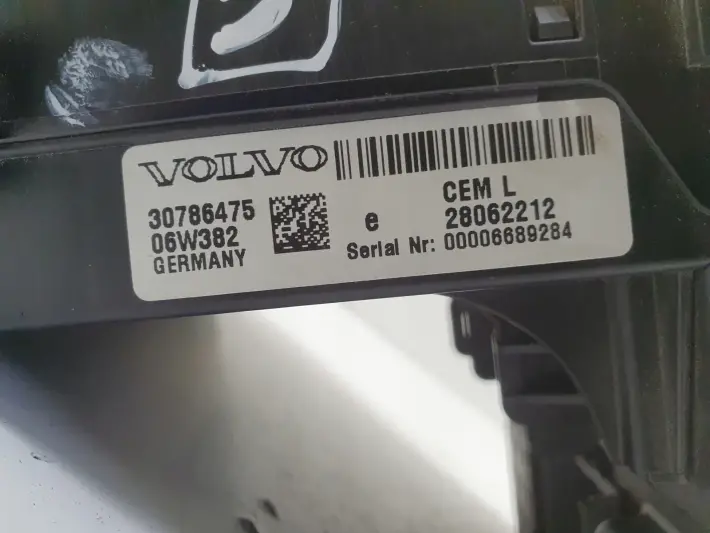 VOLVO
30786475
06W382
GERMANY
e
CEM L
28062212
Serial Nr: 00006689284